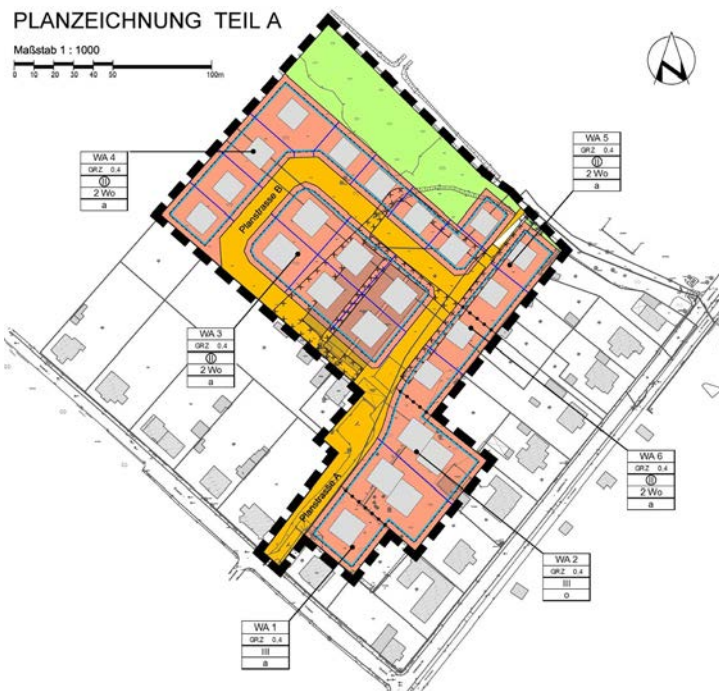 PLANZEICHNUNG TEIL A
Maßstab 1 : 1000
0 10 20 30 40 50 100m
N
WA 4
GRZ 0,4
II
2 Wo
a
WA 5
GRZ 0,4
II
2 Wo
a
Planstrasse B
WA 3
GRZ 0,4
II
2 Wo
a
Planstrasse A
WA 6
GRZ 0,4
II
2 Wo
a
WA 2
GRZ 0,4
III
o
WA 1
GRZ 0,4
III
a